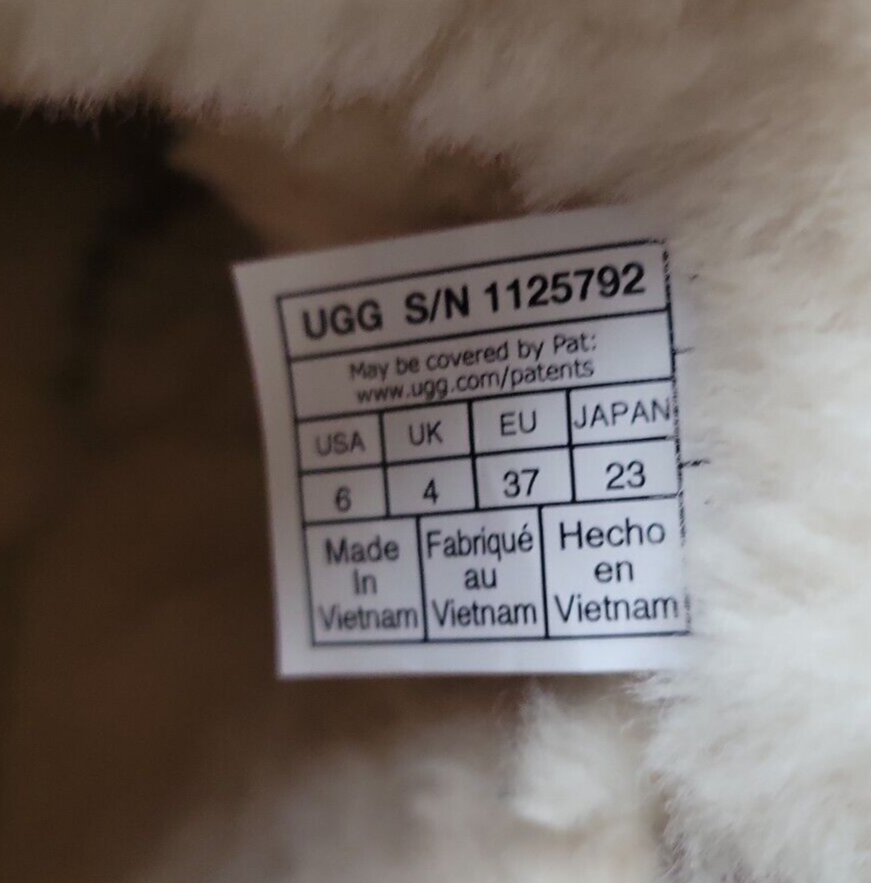 UGG S/N 1125792
May be covered by Pat:
www.ugg.com/patents
USA UK EU JAPAN
6 4 37 23
Made In Vietnam
Fabriqué au Vietnam
Hecho en Vietnam